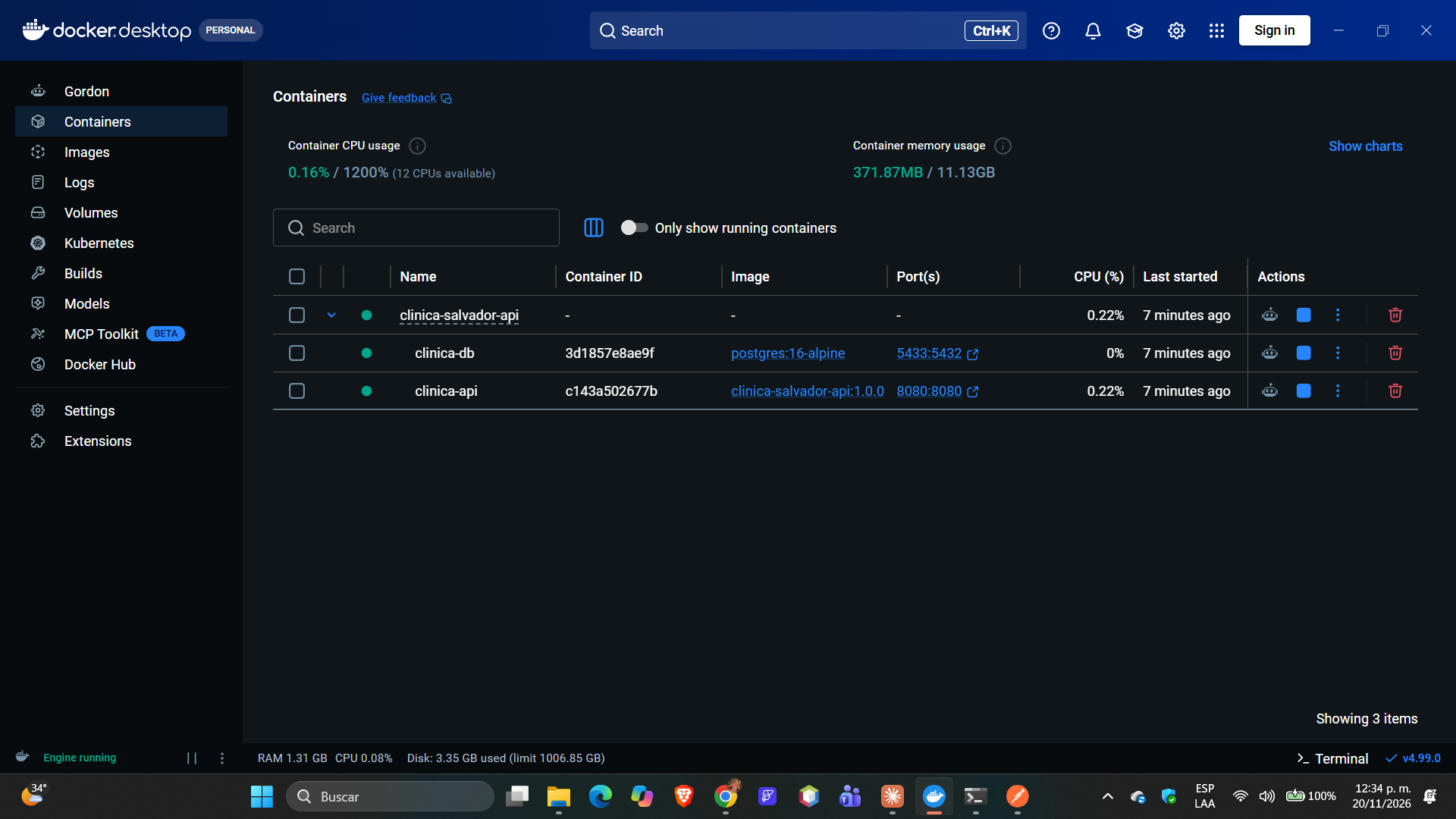 docker.desktop PERSONAL Search Ctrl+K Sign in
Gordon
Containers
Images
Logs
Volumes
Kubernetes
Builds
Models
MCP Toolkit BETA
Docker Hub
Settings
Extensions
Containers Give feedback
Container CPU usage
0.16% / 1200% (12 CPUs available)
Container memory usage
371.87MB / 11.13GB
Show charts
Search Only show running containers
Name Container ID Image Port(s) CPU (%) Last started Actions
clinica-salvador-api - - - 0.22% 7 minutes ago
clinica-db 3d1857e8ae9f postgres:16-alpine 5433:5432 0% 7 minutes ago
clinica-api c143a502677b clinica-salvador-api:1.0.0 8080:8080 0.22% 7 minutes ago
Showing 3 items
Engine running RAM 1.31 GB CPU 0.08% Disk: 3.35 GB used (limit 1006.85 GB) >_ Terminal v4.99.0
34° Buscar ESP LAA 100% 12:34 p. m. 20/11/2026